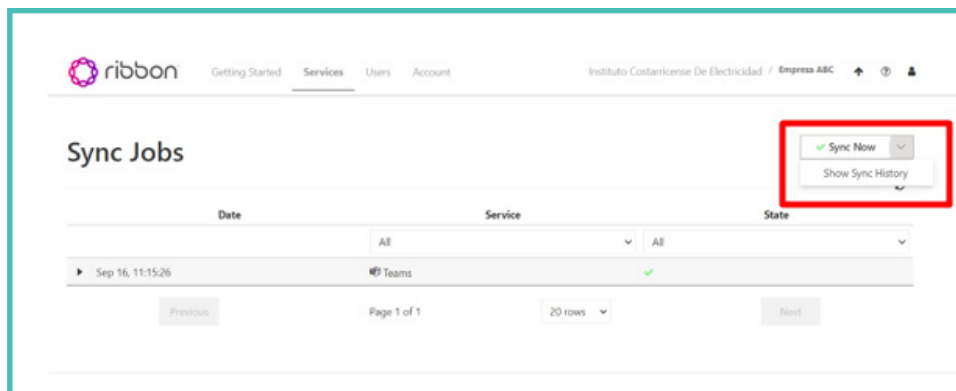 ribbon Getting Started Services Users Account Instituto Costarricense De Electricidad / Empresa ABC
Sync Jobs
Sync Now
Show Sync History
Date Service State
All All
Sep 16, 11:15:26 Teams
Previous Page 1 of 1 20 rows Next